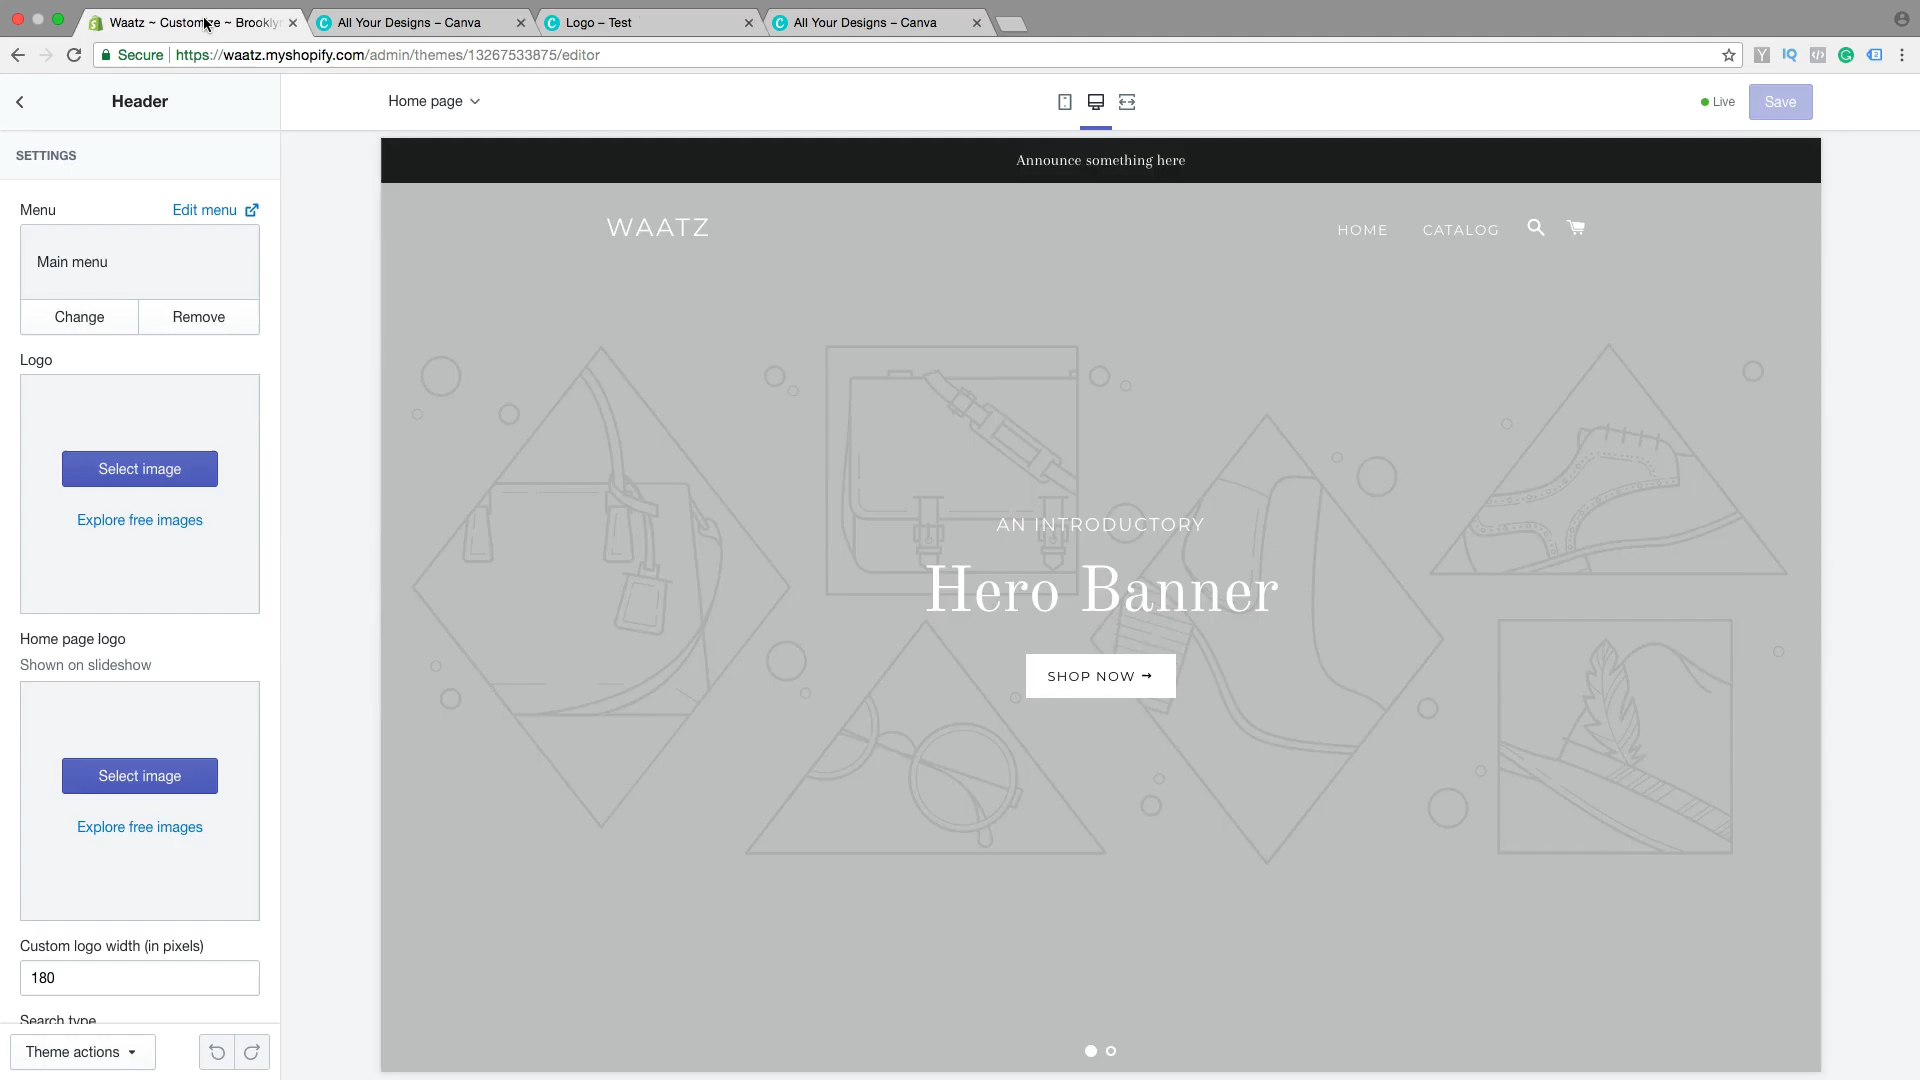 Waatz ~ Customize ~ Brooklyn
All Your Designs – Canva
Logo – Test
All Your Designs – Canva
Secure
https://waatz.myshopify.com/admin/themes/13267533875/editor
Header
Home page
Live
Save
SETTINGS
Menu
Edit menu
Main menu
Change
Remove
Logo
Select image
Explore free images
Home page logo
Shown on slideshow
Select image
Explore free images
Custom logo width (in pixels)
180
Search type
Theme actions
Announce something here
WAATZ
HOME
CATALOG
AN INTRODUCTORY
Hero Banner
SHOP NOW →